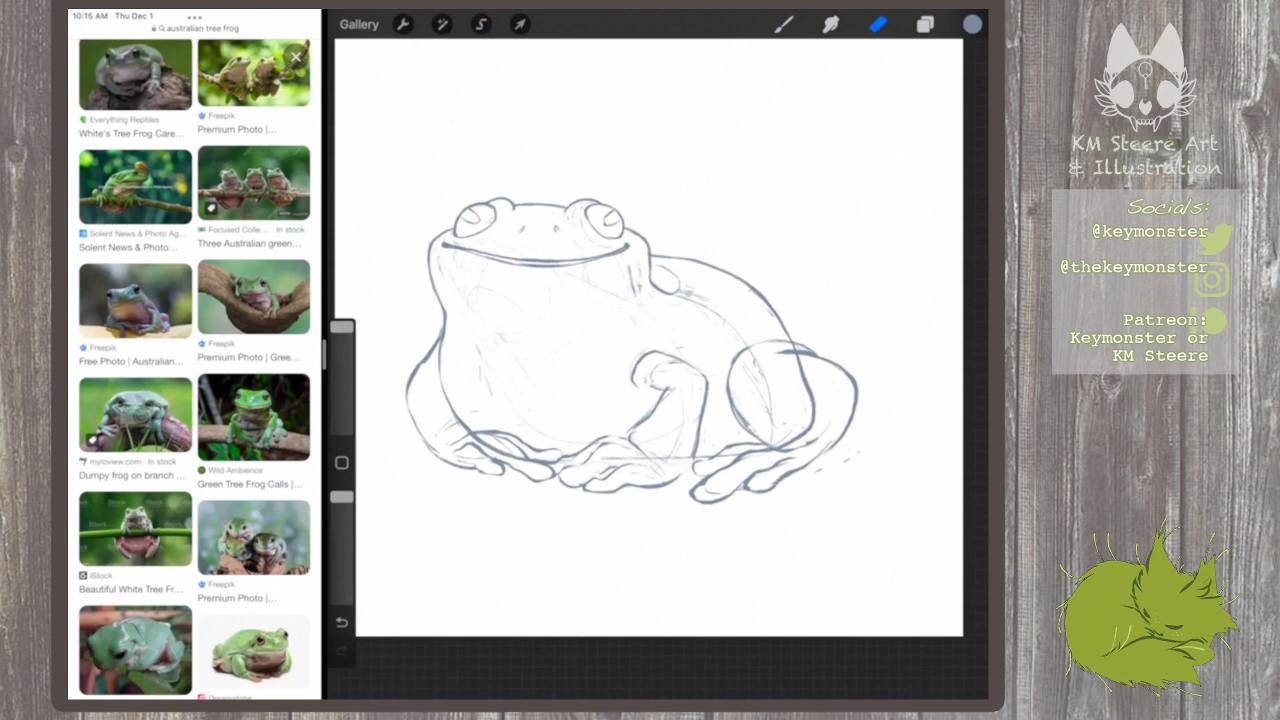 10:15 AM Thu Dec 1
australian tree frog
Everything Reptiles
White's Tree Frog Care...
Freepik
Premium Photo |...
Solent News & Photo Ag...
Solent News & Photo...
Focused Colle... · In stock
Three Australian green...
Freepik
Free Photo | Australian...
Freepik
Premium Photo | Gree...
myloview.com · In stock
Dumpy frog on branch ...
Wild Ambience
Green Tree Frog Calls |...
iStock
Beautiful White Tree Fr...
Freepik
Premium Photo |...
Dreamstime
Gallery
KM Steere Art
& Illustration
Socials:
@keymonster
@thekeymonster
Patreon:
Keymonster or
KM Steere